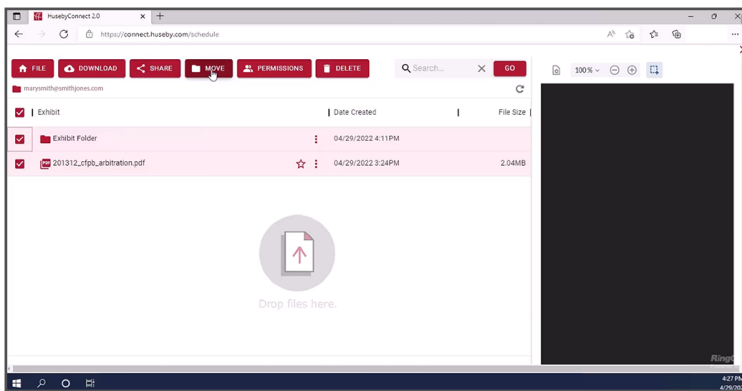 HusebyConnect 2.0
https://connect.huseby.com/schedule
FILE DOWNLOAD SHARE MOVE PERMISSIONS DELETE Search... GO 100%
marysmith@smithjones.com
Exhibit Date Created File Size
Exhibit Folder 04/29/2022 4:11PM
PDF 201312_cfpb_arbitration.pdf 04/29/2022 3:24PM 2.04MB
Drop files here.
4:27 PM